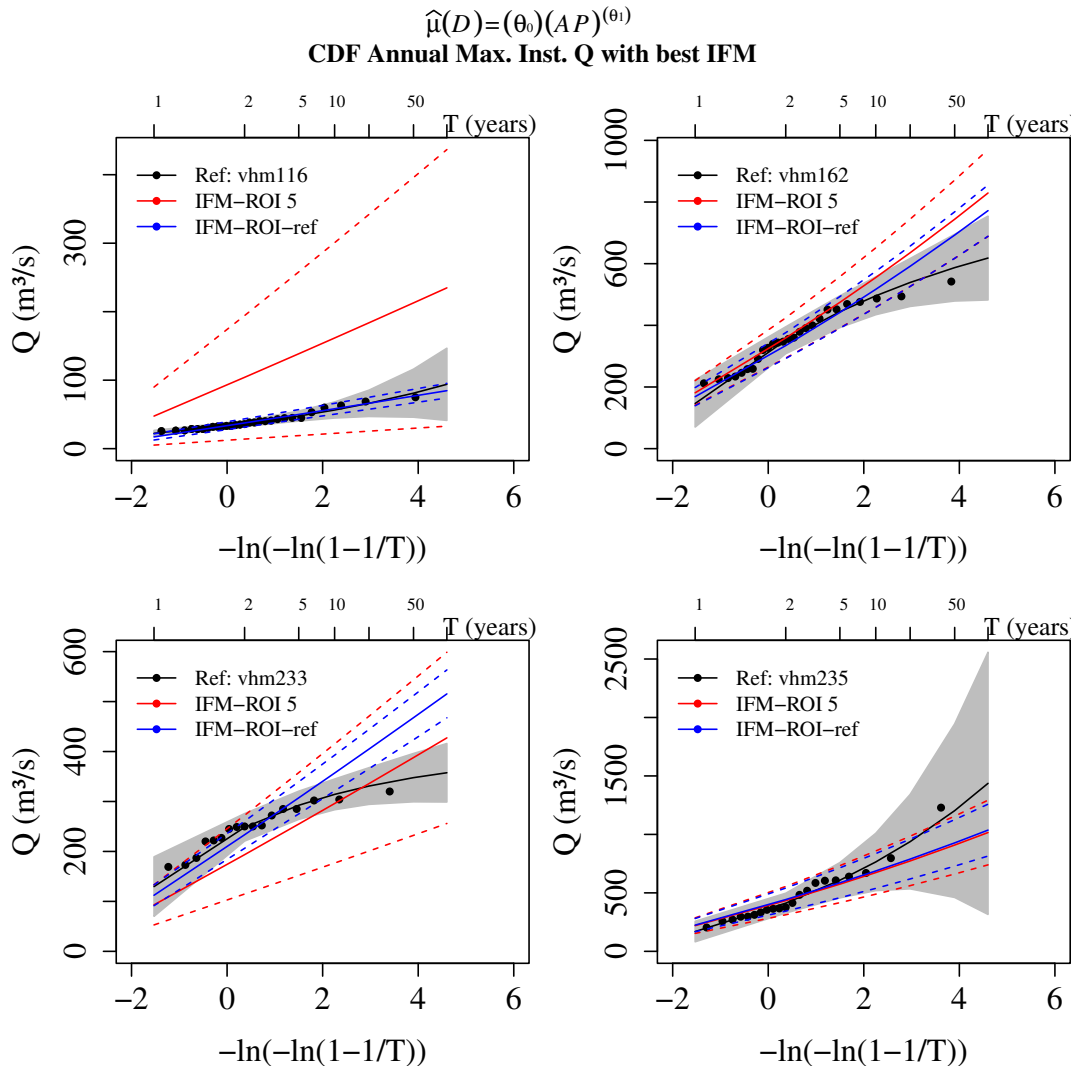 μ̂(D)=(θ₀)(AP)^(θ₁)
CDF Annual Max. Inst. Q with best IFM
1 2 5 10 50
T (years)
Ref: vhm116
IFM−ROI 5
IFM−ROI−ref
Q (m³/s)
0 100 300
−2 0 2 4 6
−ln(−ln(1−1/T))
1 2 5 10 50
T (years)
Ref: vhm162
IFM−ROI 5
IFM−ROI−ref
Q (m³/s)
200 600 1000
−2 0 2 4 6
−ln(−ln(1−1/T))
1 2 5 10 50
T (years)
Ref: vhm233
IFM−ROI 5
IFM−ROI−ref
Q (m³/s)
0 200 400 600
−2 0 2 4 6
−ln(−ln(1−1/T))
1 2 5 10 50
T (years)
Ref: vhm235
IFM−ROI 5
IFM−ROI−ref
Q (m³/s)
0 500 1500 2500
−2 0 2 4 6
−ln(−ln(1−1/T))